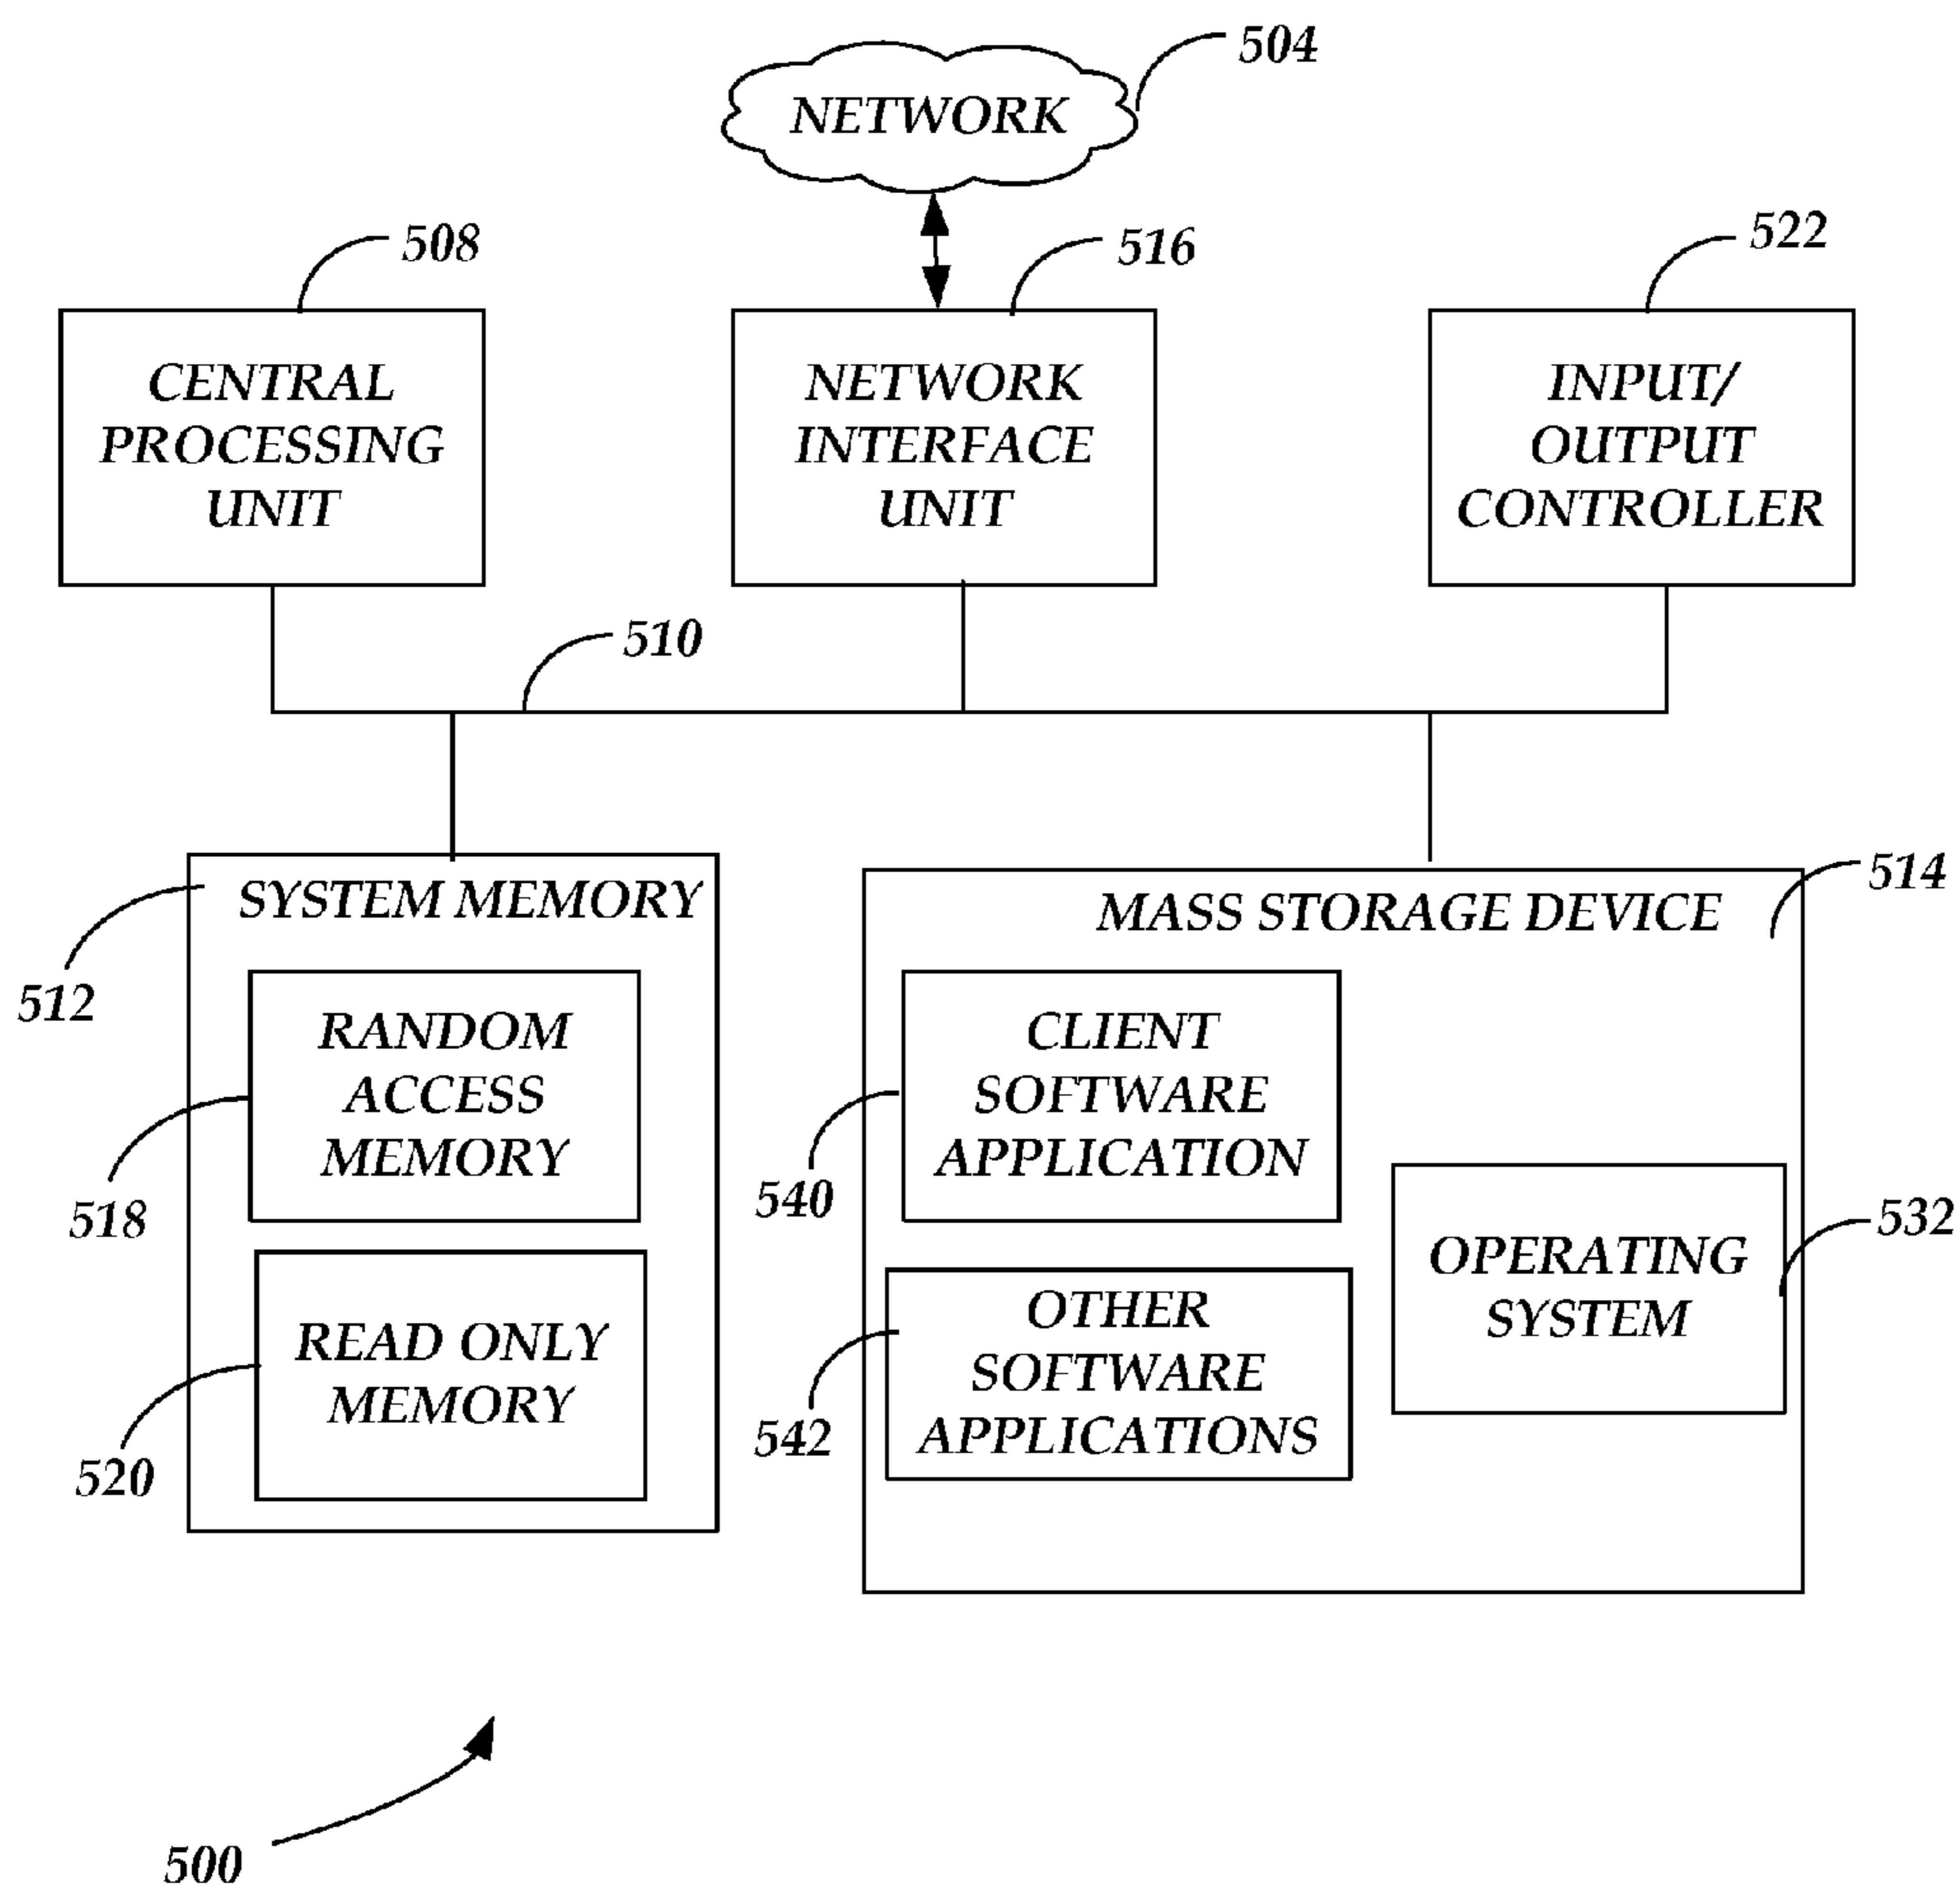 504
NETWORK
508
516
522
CENTRAL
PROCESSING
UNIT
NETWORK
INTERFACE
UNIT
INPUT/
OUTPUT
CONTROLLER
510
SYSTEM MEMORY
512
RANDOM
ACCESS
MEMORY
518
READ ONLY
MEMORY
520
514
MASS STORAGE DEVICE
CLIENT
SOFTWARE
APPLICATION
540
532
OPERATING
SYSTEM
OTHER
SOFTWARE
APPLICATIONS
542
500